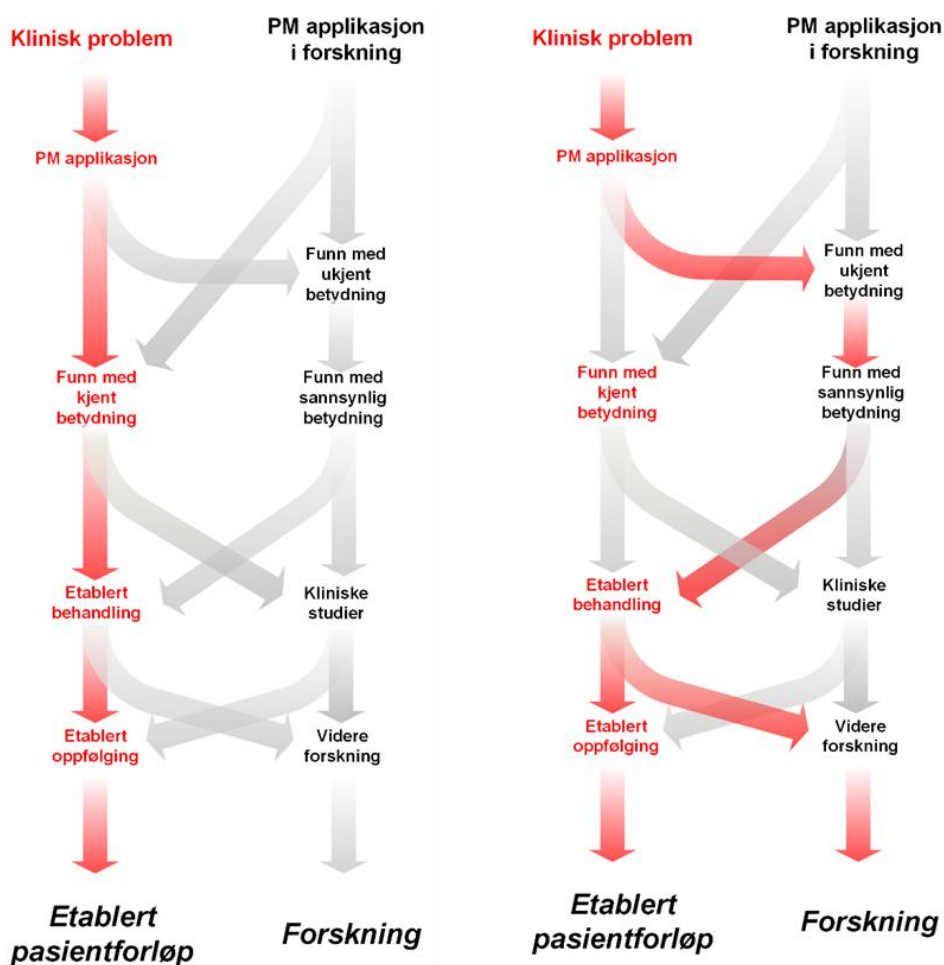 Klinisk problem
PM applikasjon
i forskning
PM applikasjon
Funn med
ukjent
betydning
Funn med
kjent
betydning
Funn med
sannsynlig
betydning
Etablert
behandling
Kliniske
studier
Etablert
oppfølging
Videre
forskning
Etablert
pasientforløp
Forskning
Klinisk problem
PM applikasjon
i forskning
PM applikasjon
Funn med
ukjent
betydning
Funn med
kjent
betydning
Funn med
sannsynlig
betydning
Etablert
behandling
Kliniske
studier
Etablert
oppfølging
Videre
forskning
Etablert
pasientforløp
Forskning